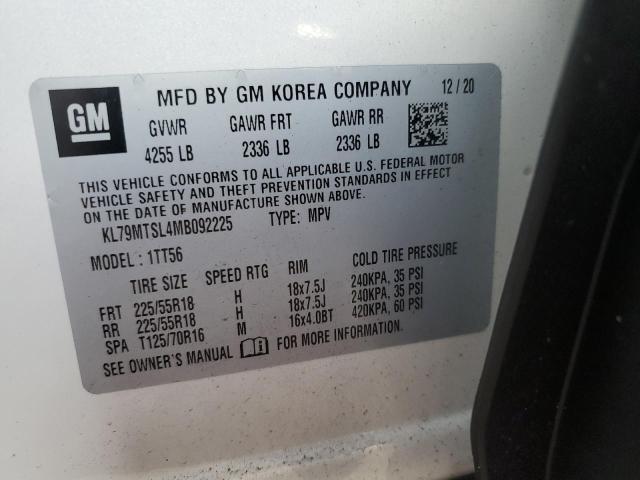 GM
MFD BY GM KOREA COMPANY 12/20
GVWR GAWR FRT GAWR RR
4255 LB 2336 LB 2336 LB
THIS VEHICLE CONFORMS TO ALL APPLICABLE U.S. FEDERAL MOTOR
VEHICLE SAFETY AND THEFT PREVENTION STANDARDS IN EFFECT
ON THE DATE OF MANUFACTURE SHOWN ABOVE.
KL79MTSL4MB092225 TYPE: MPV
MODEL: 1TT56
TIRE SIZE SPEED RTG RIM COLD TIRE PRESSURE
FRT 225/55R18 H 18x7.5J 240KPA, 35 PSI
RR 225/55R18 H 18x7.5J 240KPA, 35 PSI
SPA T125/70R16 M 16x4.0BT 420KPA, 60 PSI
SEE OWNER'S MANUAL FOR MORE INFORMATION.